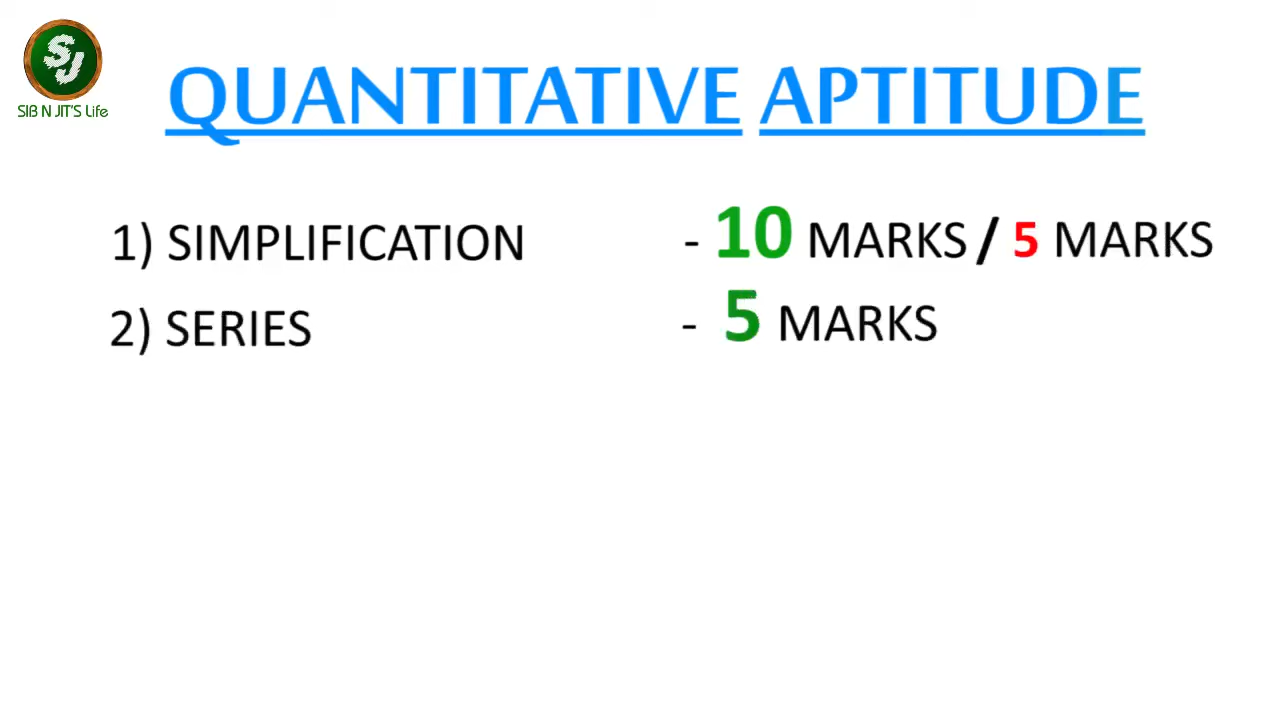 SJ
SIB N JIT'S Life
QUANTITATIVE APTITUDE
1) SIMPLIFICATION - 10 MARKS / 5 MARKS
2) SERIES - 5 MARKS